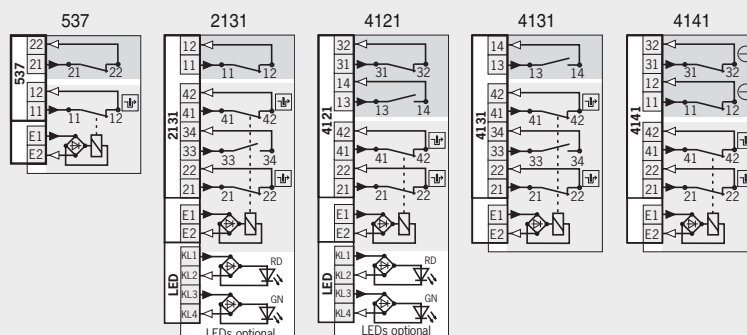 537
22
21
21 22
12
11
11 12
E1
E2
537
2131
12
11
11 12
42
41
41 42
34
33
33 34
22
21
21 22
E1
E2
2131
KL1
KL2
KL3
KL4
LED
RD
GN
LEDs optional
4121
32
31
31 32
14
13
13 14
42
41
41 42
22
21
21 22
E1
E2
4121
KL1
KL2
KL3
KL4
LED
RD
GN
LEDs optional
4131
14
13
13 14
42
41
41 42
34
33
33 34
22
21
21 22
E1
E2
4131
4141
32
31
31 32
12
11
11 12
42
41
41 42
22
21
21 22
E1
E2
4141